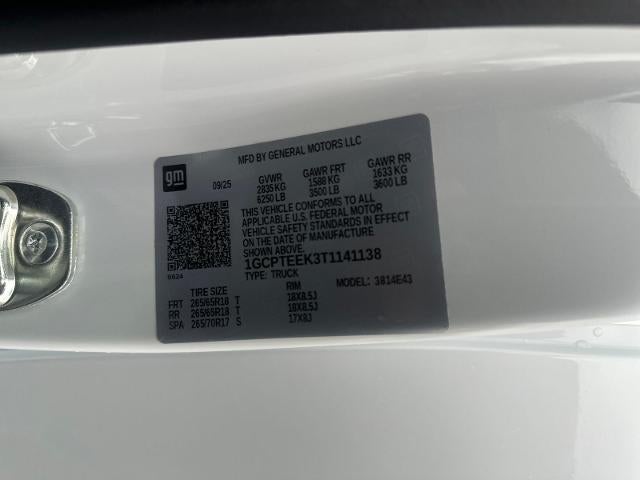 gm
MFD BY GENERAL MOTORS LLC
09/25 GVWR GAWR FRT GAWR RR
2835 KG 1588 KG 1633 KG
6250 LB 3500 LB 3600 LB
THIS VEHICLE CONFORMS TO ALL
APPLICABLE U.S. FEDERAL MOTOR
VEHICLE SAFETY STANDARDS IN EFFECT
ON THE DATE OF MANUFACTURE
SHOWN ABOVE.
1GCPTEEK3T1141138
6624 TYPE: TRUCK MODEL: 3814E43
TIRE SIZE RIM
FRT 265/65R18 T 18X8.5J
RR 265/65R18 T 18X8.5J
SPA 265/70R17 S 17X8J